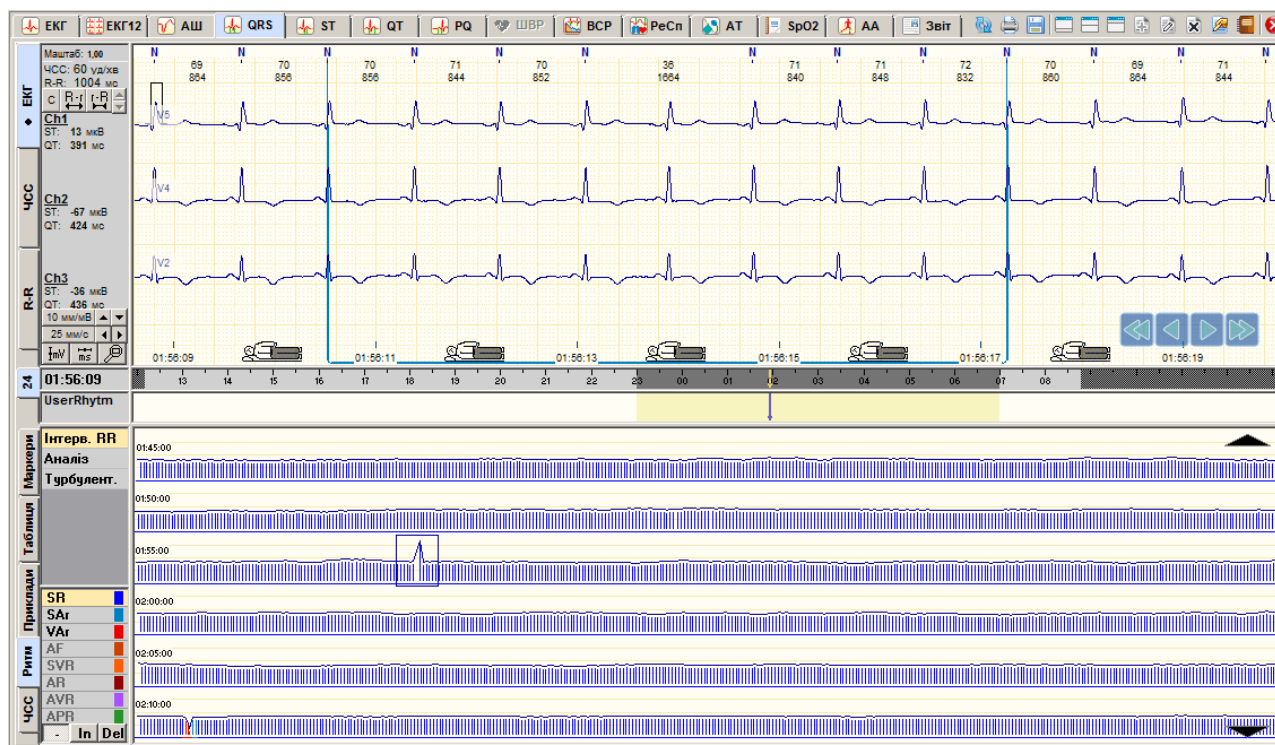 ЕКГ ЕКГ12 АШ QRS ST QT PQ ШВР ВСР РеСп АТ SpO2 АА Звіт
ЕКГ
ЧСС
R-R
Масштаб: 1,00
ЧСС: 60 уд/хв
R-R: 1004 мс
C R-r r-R
Ch1
ST: 13 мкВ
QT: 391 мс
Ch2
ST: -67 мкВ
QT: 424 мс
Ch3
ST: -36 мкВ
QT: 436 мс
10 мм/мВ
25 мм/с
1mV ms
N N N N N N N N N N N N N
69 70 70 71 70 36 71 71 72 70 69 71
864 856 856 844 852 1664 840 848 832 860 864 844
V5
V4
V2
01:56:09 01:56:11 01:56:13 01:56:15 01:56:17 01:56:19
24 01:56:09 13 14 15 16 17 18 19 20 21 22 23 00 01 02 03 04 05 06 07 08
UserRhytm
Маркери
Таблиця
Приклади
Ритм
ЧСС
Інтерв. RR
Аналіз
Турбулент.
01:45:00
01:50:00
01:55:00
02:00:00
02:05:00
02:10:00
SR
SAr
VAr
AF
SVR
AR
AVR
APR
- In Del